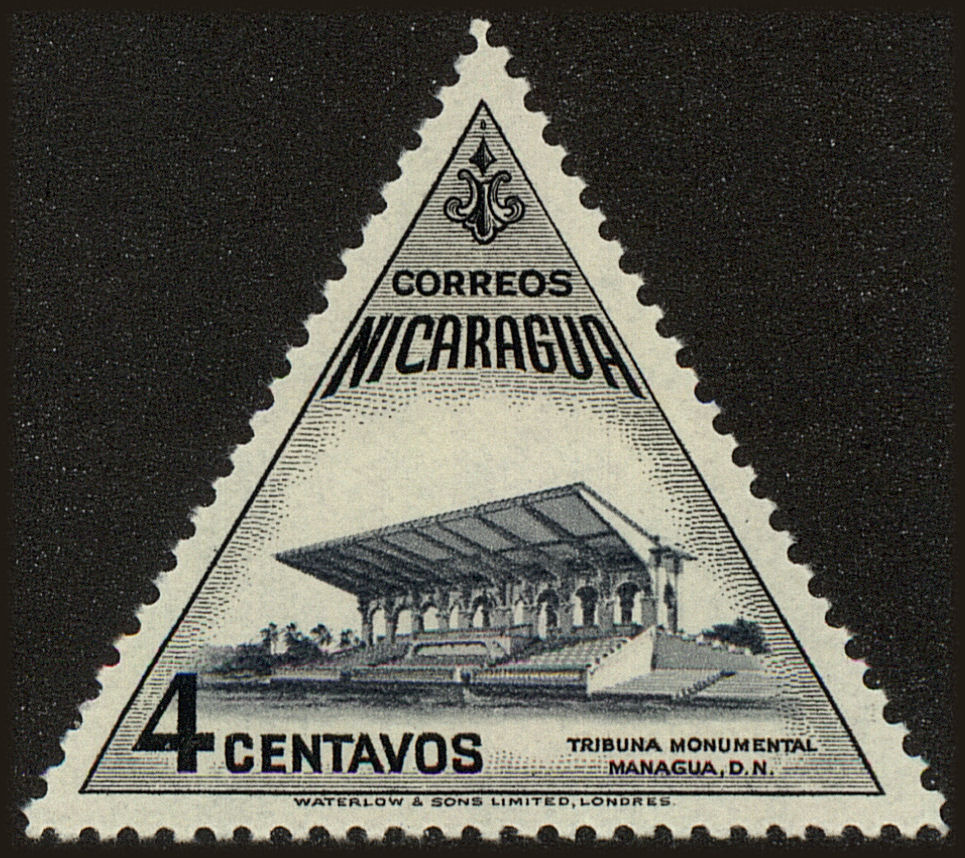 CORREOS
NICARAGUA
4 CENTAVOS
TRIBUNA MONUMENTAL
MANAGUA, D.N.
WATERLOW & SONS LIMITED, LONDRES.